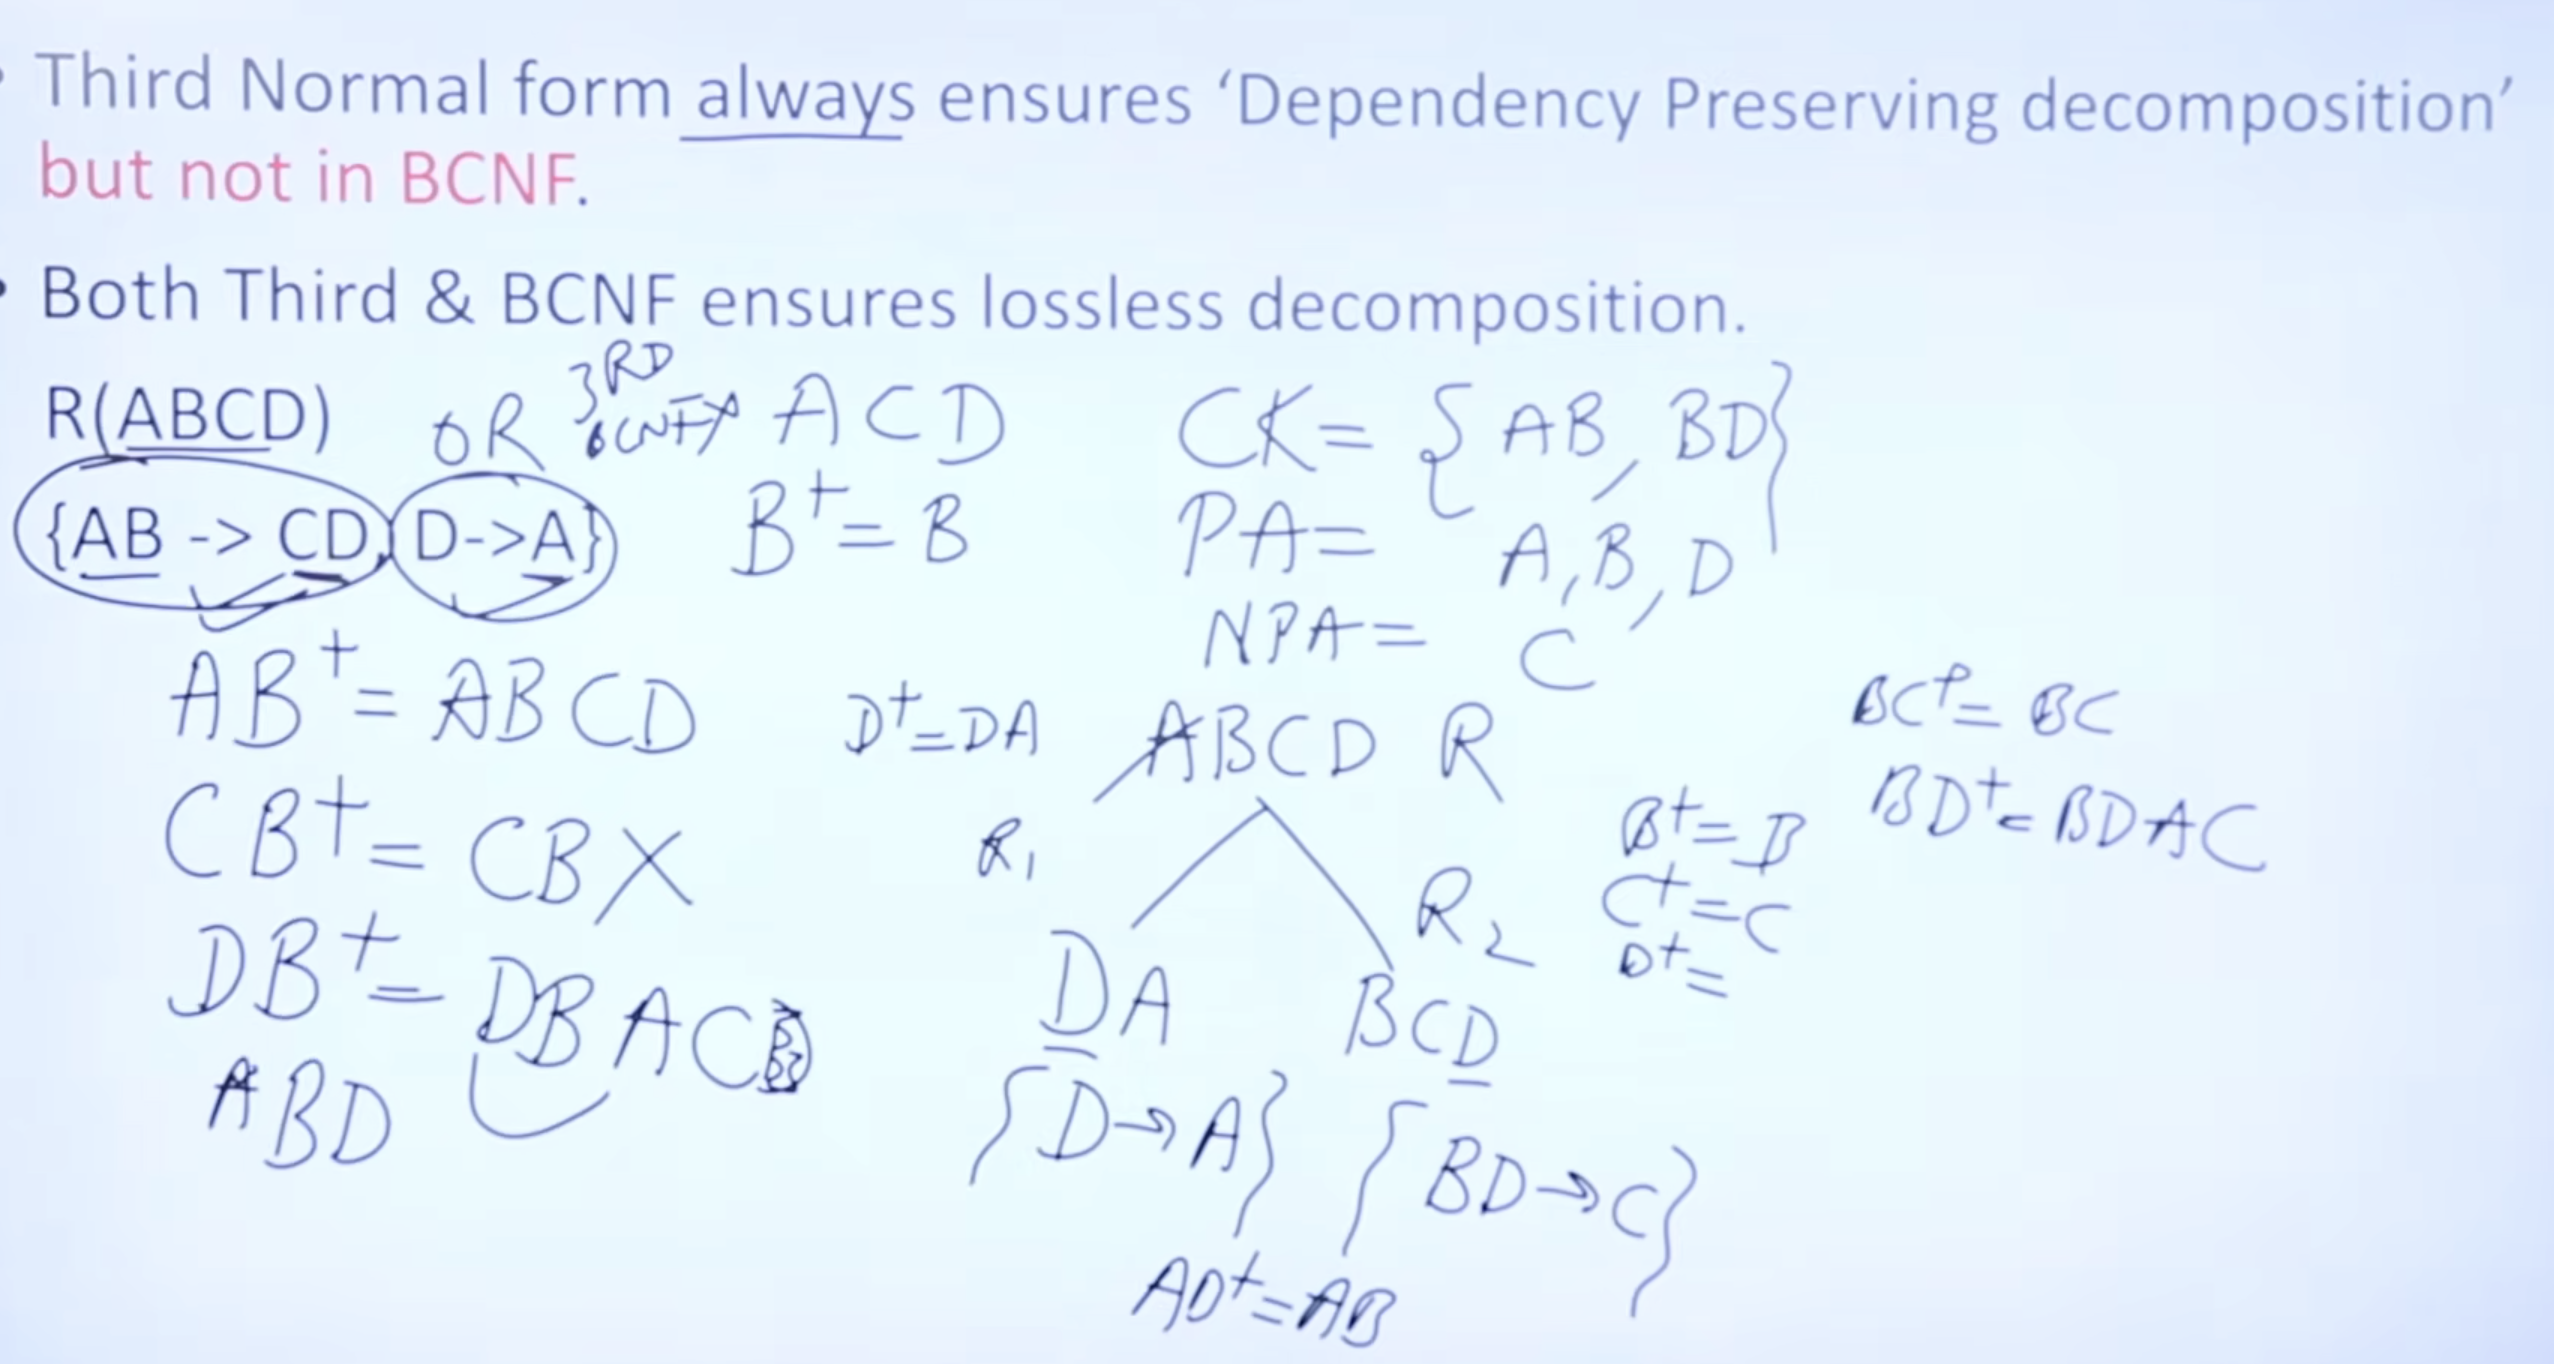 • Third Normal form always ensures ‘Dependency Preserving decomposition’
but not in BCNF.
• Both Third & BCNF ensures lossless decomposition.
R(ABCD)
{AB -> CD, D->A}
AB⁺ = ABCD
CB⁺ = CB X
DB⁺ = DBAC
ABD
OR 3RD
BCNF → ACD
B⁺ = B
CK = {AB, BD}
PA = A, B, D
NPA = C
D⁺ = DA
ABCD R
R₁
R₂
DA
BCD
{D→A}
{BD→C}
AD⁺ = AB
B⁺ = B
C⁺ = C
D⁺ =
BC⁺ = BC
BD⁺ = BDAC